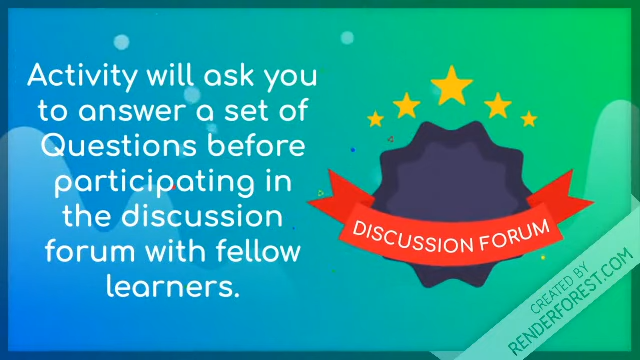 Activity will ask you
to answer a set of
Questions before
participating in
the discussion
forum with fellow
learners.
DISCUSSION FORUM
CREATED BY
RENDERFOREST.COM